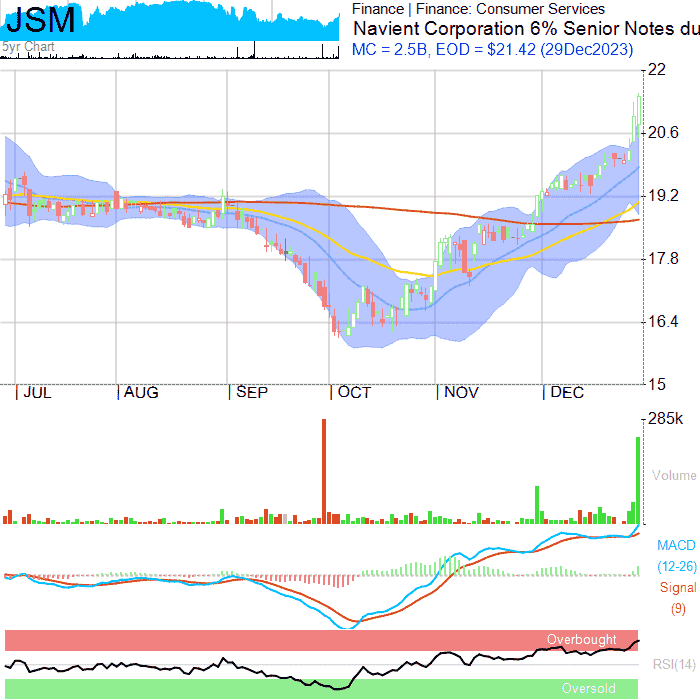 JSM
5yr Chart
Finance | Finance: Consumer Services
Navient Corporation 6% Senior Notes du
MC = 2.5B, EOD = $21.42 (29Dec2023)
22
20.6
19.2
17.8
16.4
15
| JUL | AUG | SEP | OCT | NOV | DEC
285k
Volume
MACD
(12-26)
Signal
(9)
Overbought
RSI(14)
Oversold